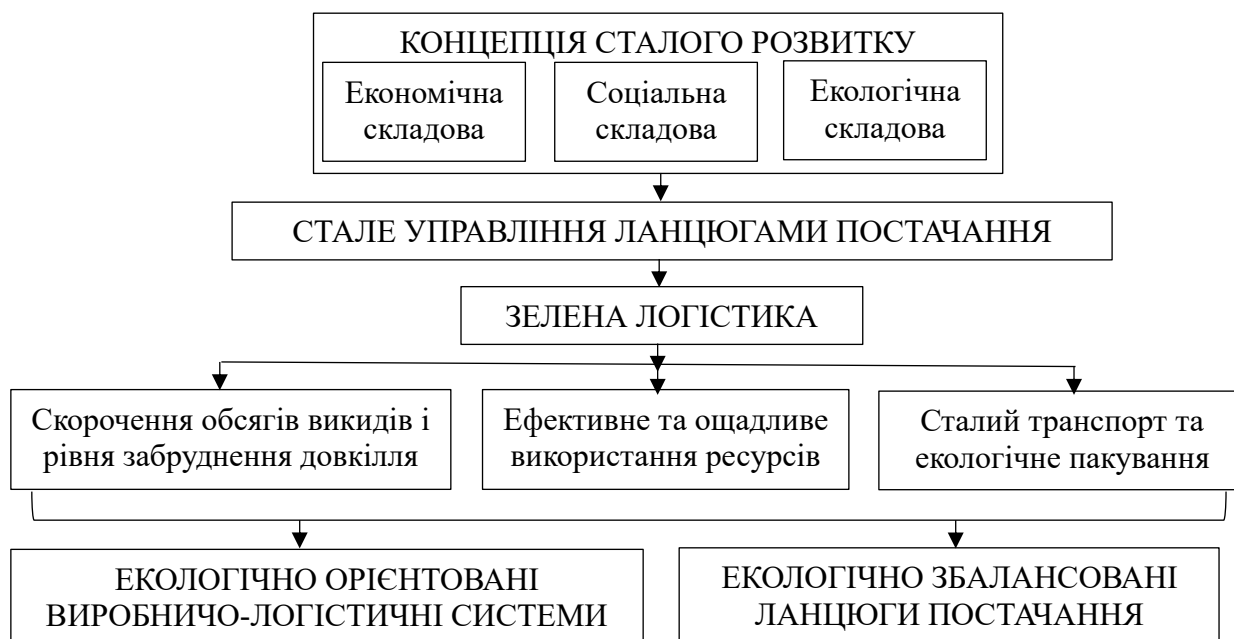 КОНЦЕПЦІЯ СТАЛОГО РОЗВИТКУ
Економічна
складова
Соціальна
складова
Екологічна
складова
СТАЛЕ УПРАВЛІННЯ ЛАНЦЮГАМИ ПОСТАЧАННЯ
ЗЕЛЕНА ЛОГІСТИКА
Скорочення обсягів викидів і
рівня забруднення довкілля
Ефективне та ощадливе
використання ресурсів
Сталий транспорт та
екологічне пакування
ЕКОЛОГІЧНО ОРІЄНТОВАНІ
ВИРОБНИЧО-ЛОГІСТИЧНІ СИСТЕМИ
ЕКОЛОГІЧНО ЗБАЛАНСОВАНІ
ЛАНЦЮГИ ПОСТАЧАННЯ